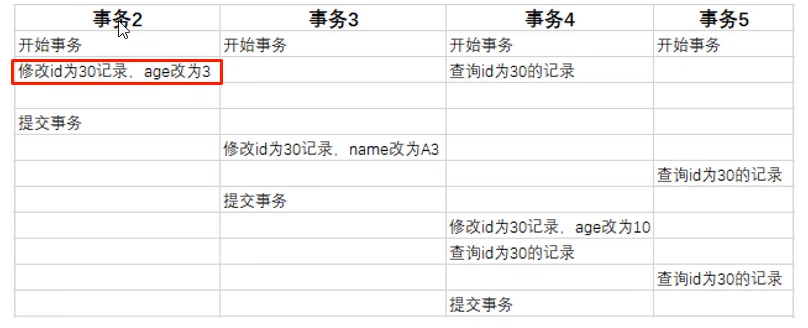 事务2 事务3 事务4 事务5
开始事务 开始事务 开始事务 开始事务
修改id为30记录，age改为3 查询id为30的记录
提交事务
修改id为30记录，name改为A3
查询id为30的记录
提交事务
修改id为30记录，age改为10
查询id为30的记录
查询id为30的记录
提交事务